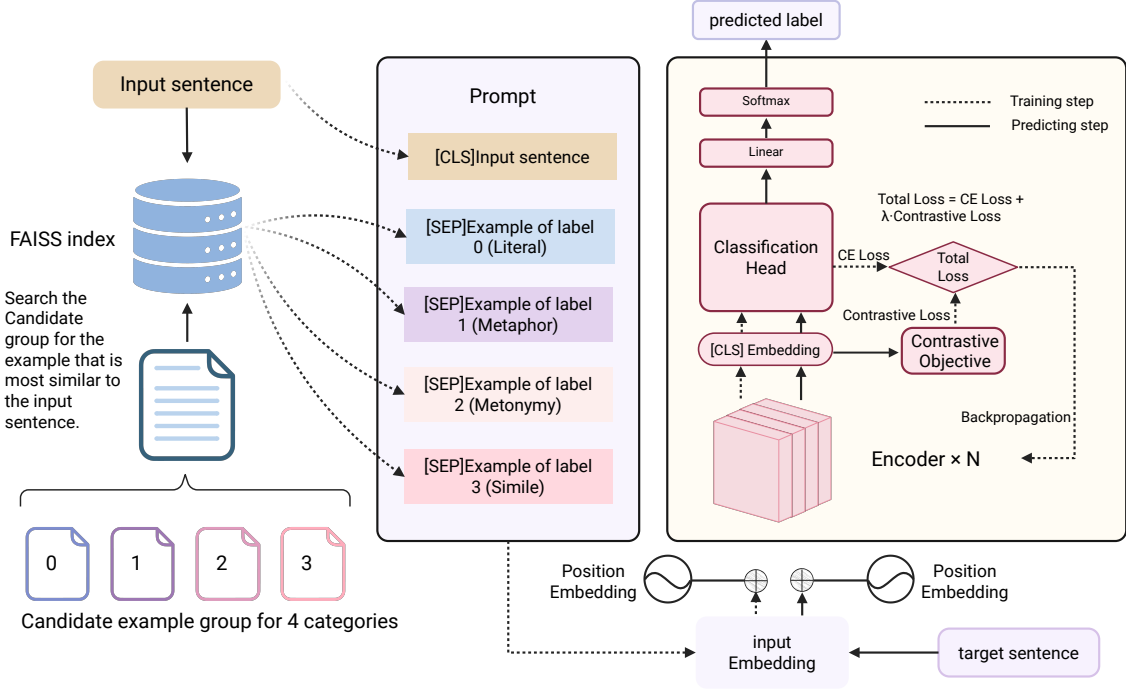 predicted label
Input sentence
FAISS index
Search the
Candidate
group for the
example that is
most similar to
the input
sentence.
0
1
2
3
Candidate example group for 4 categories
Prompt
[CLS]Input sentence
[SEP]Example of label
0 (Literal)
[SEP]Example of label
1 (Metaphor)
[SEP]Example of label
2 (Metonymy)
[SEP]Example of label
3 (Simile)
Softmax
Linear
Training step
Predicting step
Total Loss = CE Loss +
λ·Contrastive Loss
Classification
Head
CE Loss
Total
Loss
Contrastive Loss
[CLS] Embedding
Contrastive
Objective
Backpropagation
Encoder × N
Position
Embedding
Position
Embedding
input
Embedding
target sentence